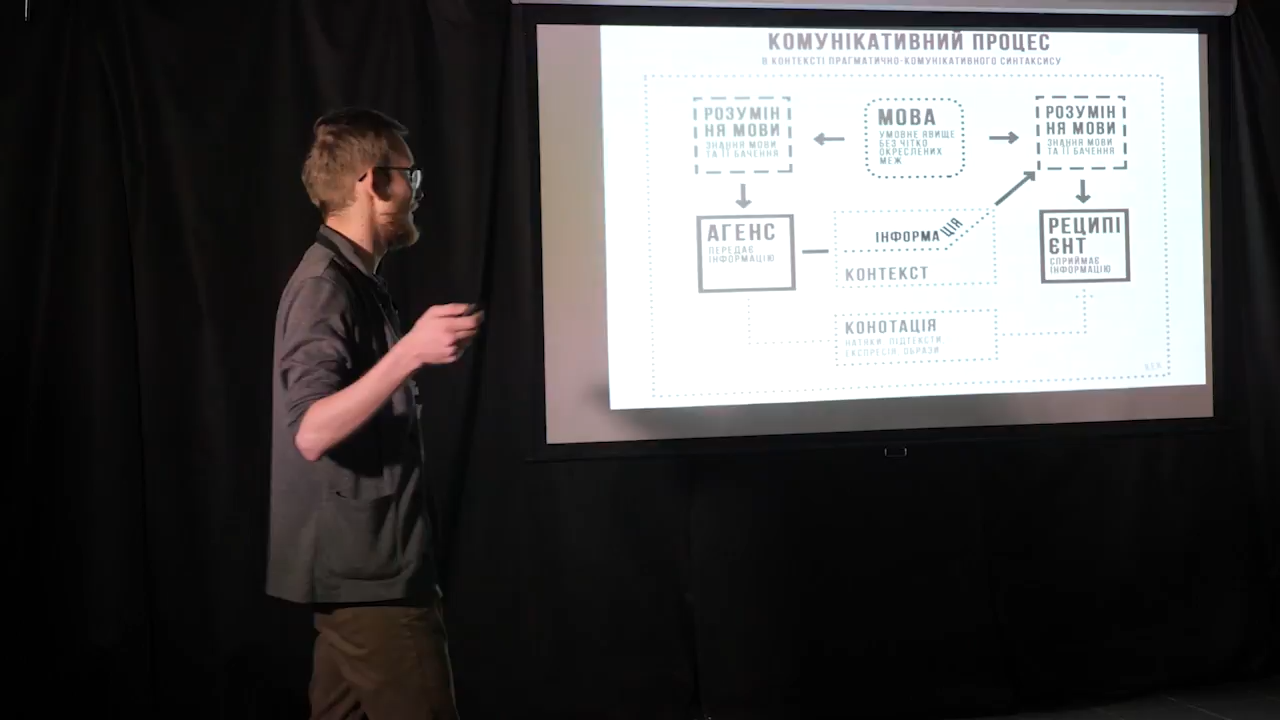 КОМУНІКАТИВНИЙ ПРОЦЕС
В КОНТЕКСТІ ПРАГМАТИЧНО-КОМУНІКАТИВНОГО СИНТАКСИСУ
РОЗУМІН
НЯ МОВИ
ЗНАННЯ МОВИ
ТА ЇЇ БАЧЕННЯ
МОВА
УМОВНЕ ЯВИЩЕ
БЕЗ ЧІТКО
ОКРЕСЛЕНИХ
МЕЖ
РОЗУМІН
НЯ МОВИ
ЗНАННЯ МОВИ
ТА ЇЇ БАЧЕННЯ
АГЕНС
ПЕРЕДАЄ
ІНФОРМАЦІЮ
ІНФОРМАЦІЯ
КОНТЕКСТ
РЕЦИПІ
ЄНТ
СПРИЙМАЄ
ІНФОРМАЦІЮ
КОНОТАЦІЯ
НАТЯКИ ПІДТЕКСТИ
ЕКСПРЕСІЯ ОБРАЗИ